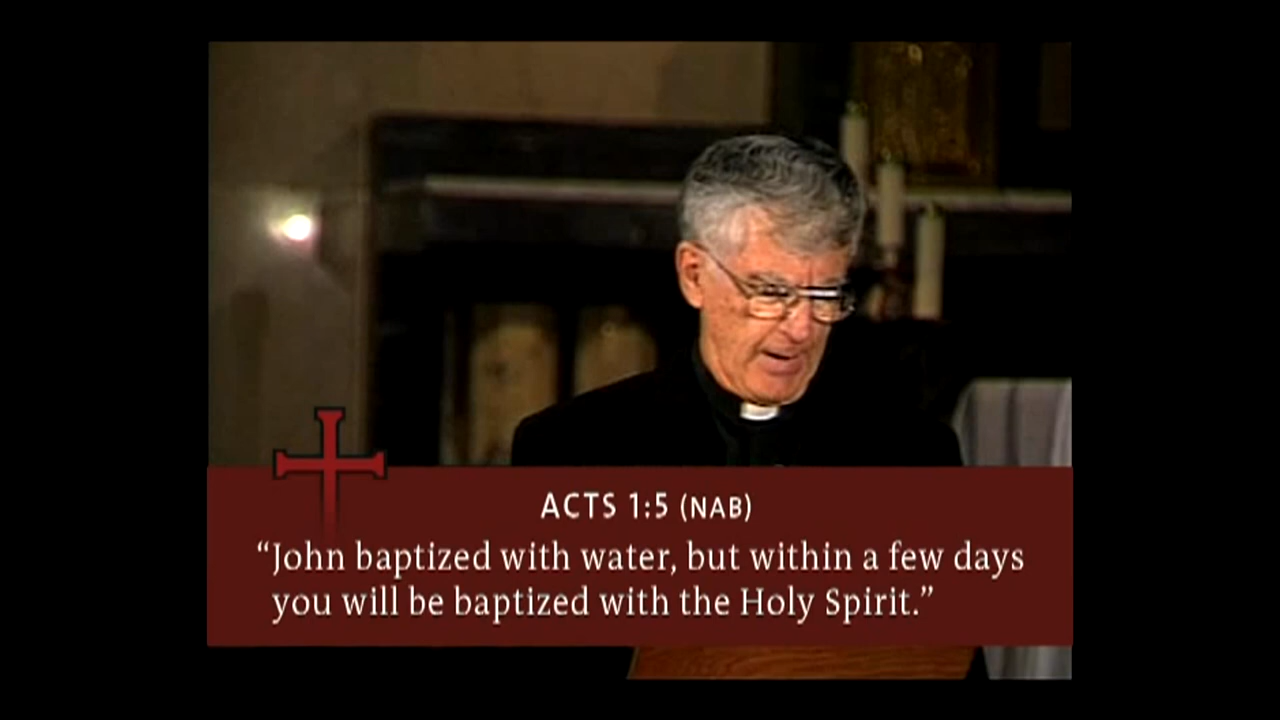 ACTS 1:5 (NAB)
“John baptized with water, but within a few days
you will be baptized with the Holy Spirit.”